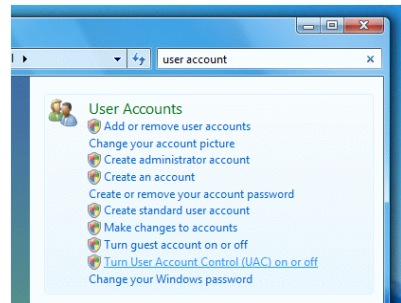 l
user account
User Accounts
Add or remove user accounts
Change your account picture
Create administrator account
Create an account
Create or remove your account password
Create standard user account
Make changes to accounts
Turn guest account on or off
Turn User Account Control (UAC) on or off
Change your Windows password